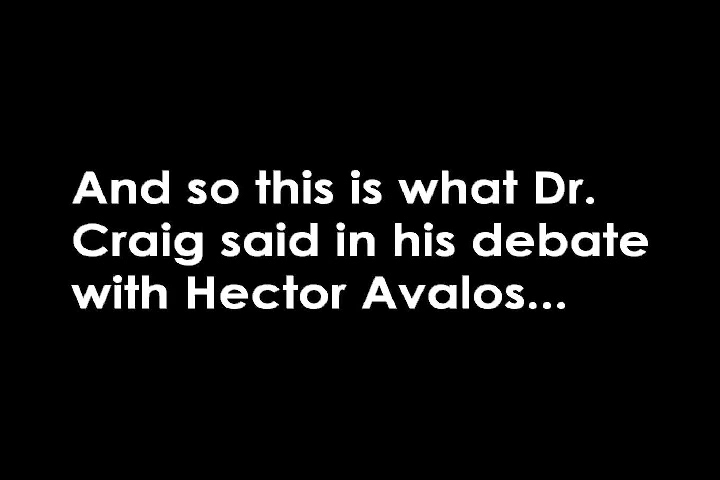 And so this is what Dr.
Craig said in his debate
with Hector Avalos...